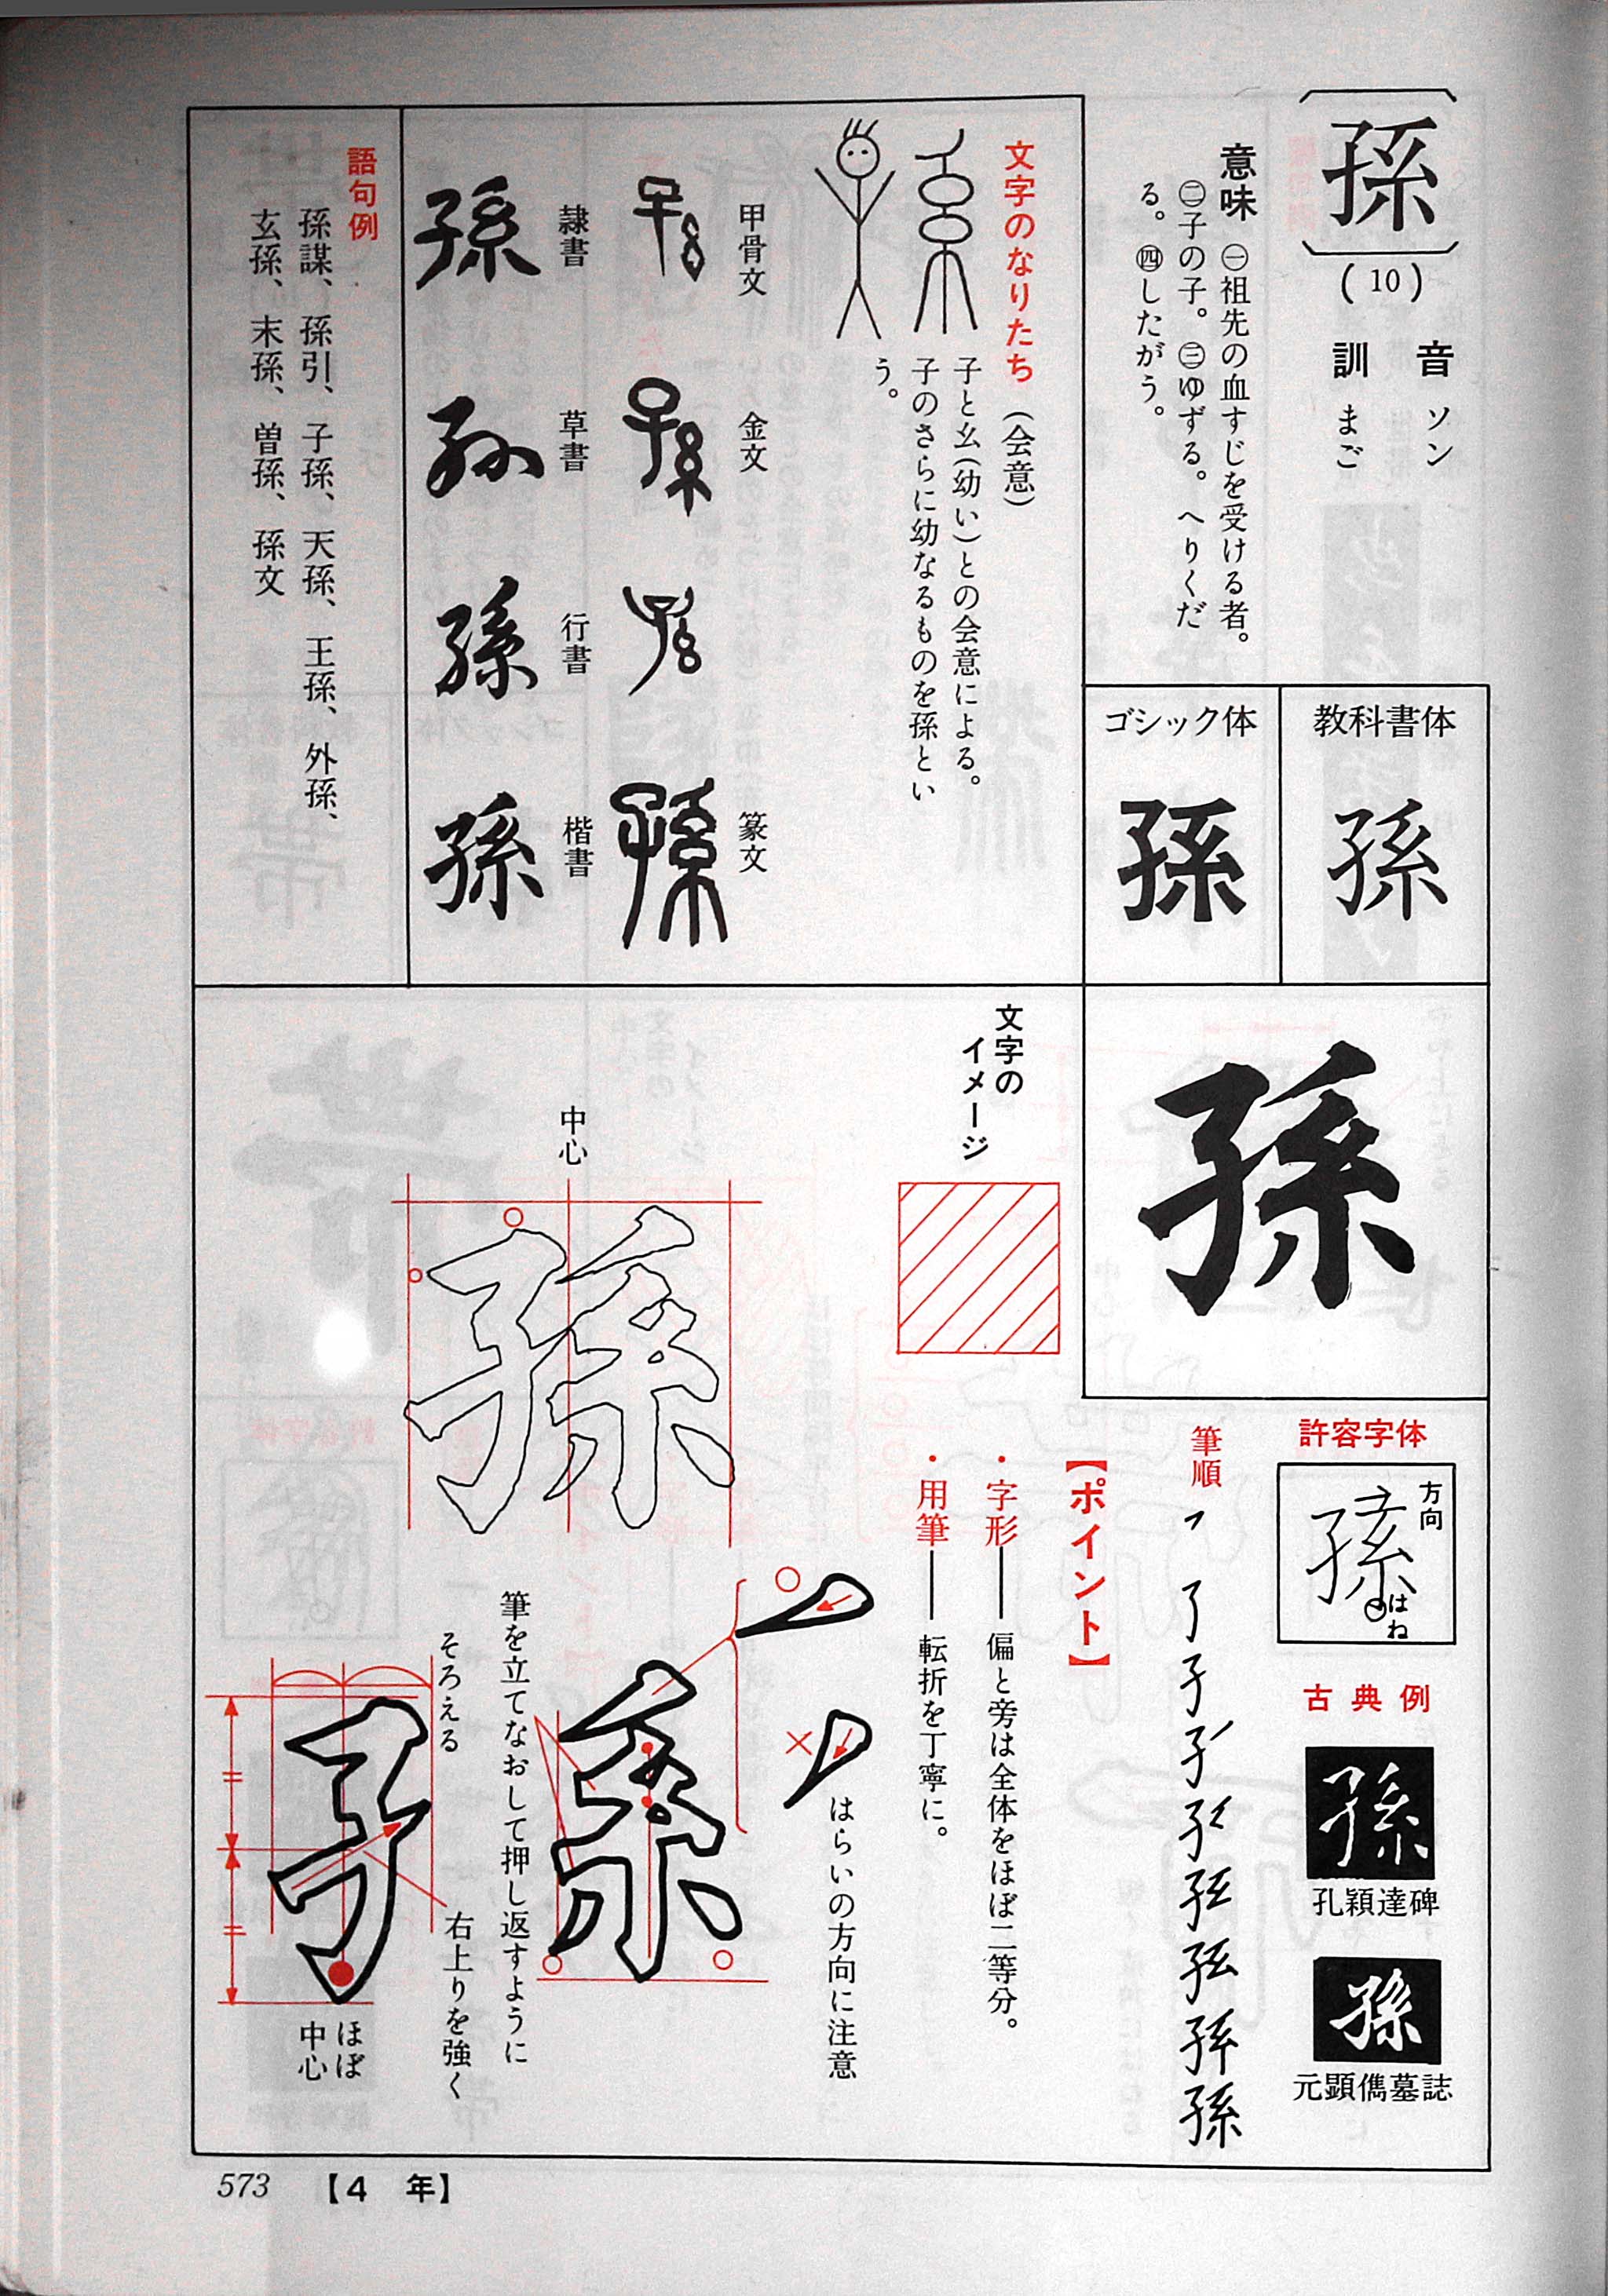 孫
(10)
音 ソン
訓 まご
意味 ㊀祖先の血すじを受ける者。
㊁子の子。㊂ゆずる。へりくだ
る。㊃したがう。
教科書体
孫
ゴシック体
孫
文字のなりたち（会意）
子と幺（幼い）との会意による。
子のさらに幼なるものを孫とい
う。
甲骨文 金文 篆文
隷書 草書 行書 楷書
孫 孫 孫 孫
語句例
孫謀、孫引、子孫、天孫、王孫、外孫、
玄孫、末孫、曽孫、孫文
孫
許容字体
方向
孫
はね
古典例
孫
孔穎達碑
孫
元顕儁墓誌
筆順
孫
【ポイント】
・字形──偏と旁は全体をほぼ二等分。
・用筆──転折を丁寧に。
文字の
イメージ
中心
はらいの方向に注意
筆を立てなおして押し返すように
そろえる
右上りを強く
ほぼ
中心
573 【4 年】